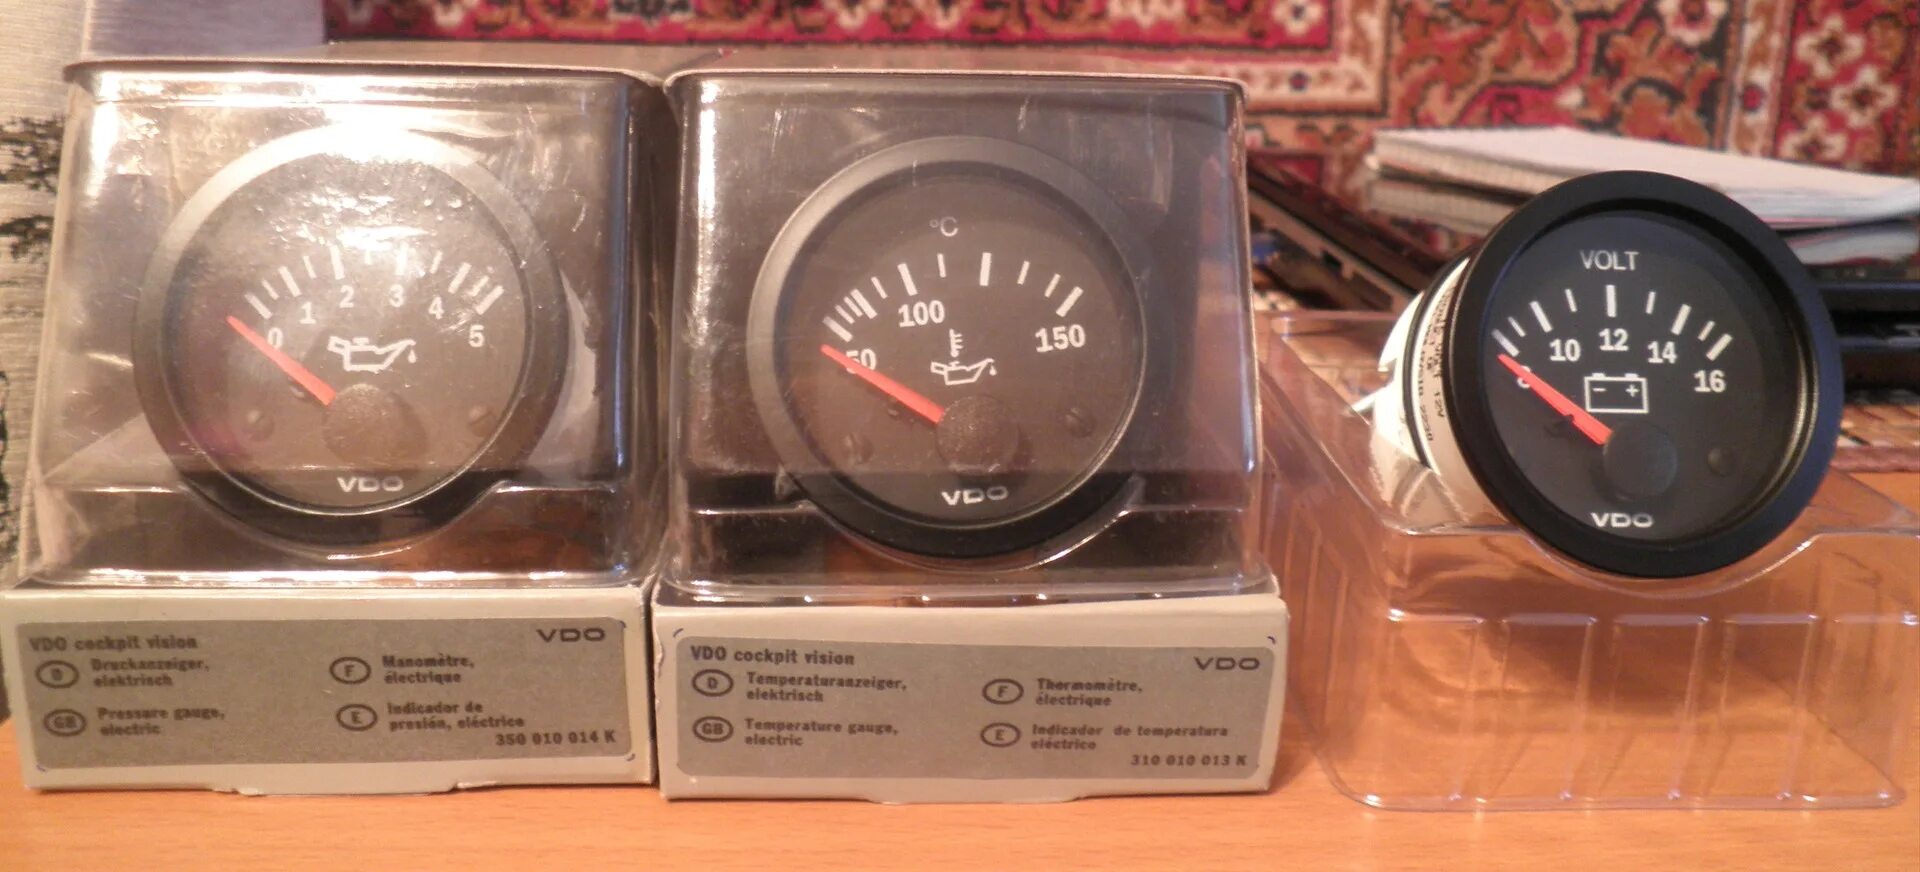 0 1 2 3 4 5
VDO
VDO cockpit vision
VDO
D Druckanzeiger,
elektrisch
GB Pressure gauge,
electric
F Manomètre,
électrique
E Indicador de
presión, eléctrico
350 010 014 K
°C
50 100 150
VDO
VDO cockpit vision
VDO
D Temperaturanzeiger,
elektrisch
GB Temperature gauge,
electric
F Thermomètre,
électrique
E Indicador de temperatura
eléctrico
310 010 013 K
VOLT
8 10 12 14 16
- +
VDO